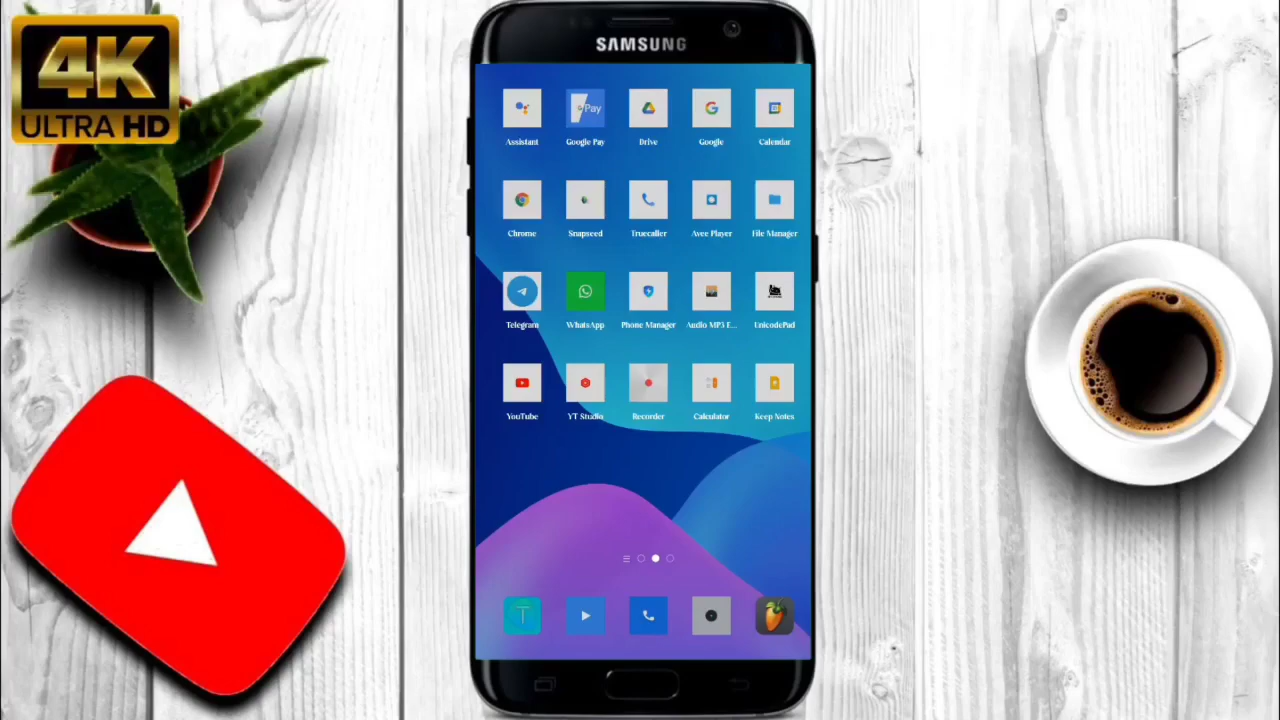 4K
ULTRA HD
SAMSUNG
Pay
Assistant Google Pay Drive Google Calendar
Chrome Snapseed Truecaller Avee Player File Manager
Telegram WhatsApp Phone Manager Audio MP3 E... UnicodePad
YouTube YT Studio Recorder Calculator Keep Notes
T